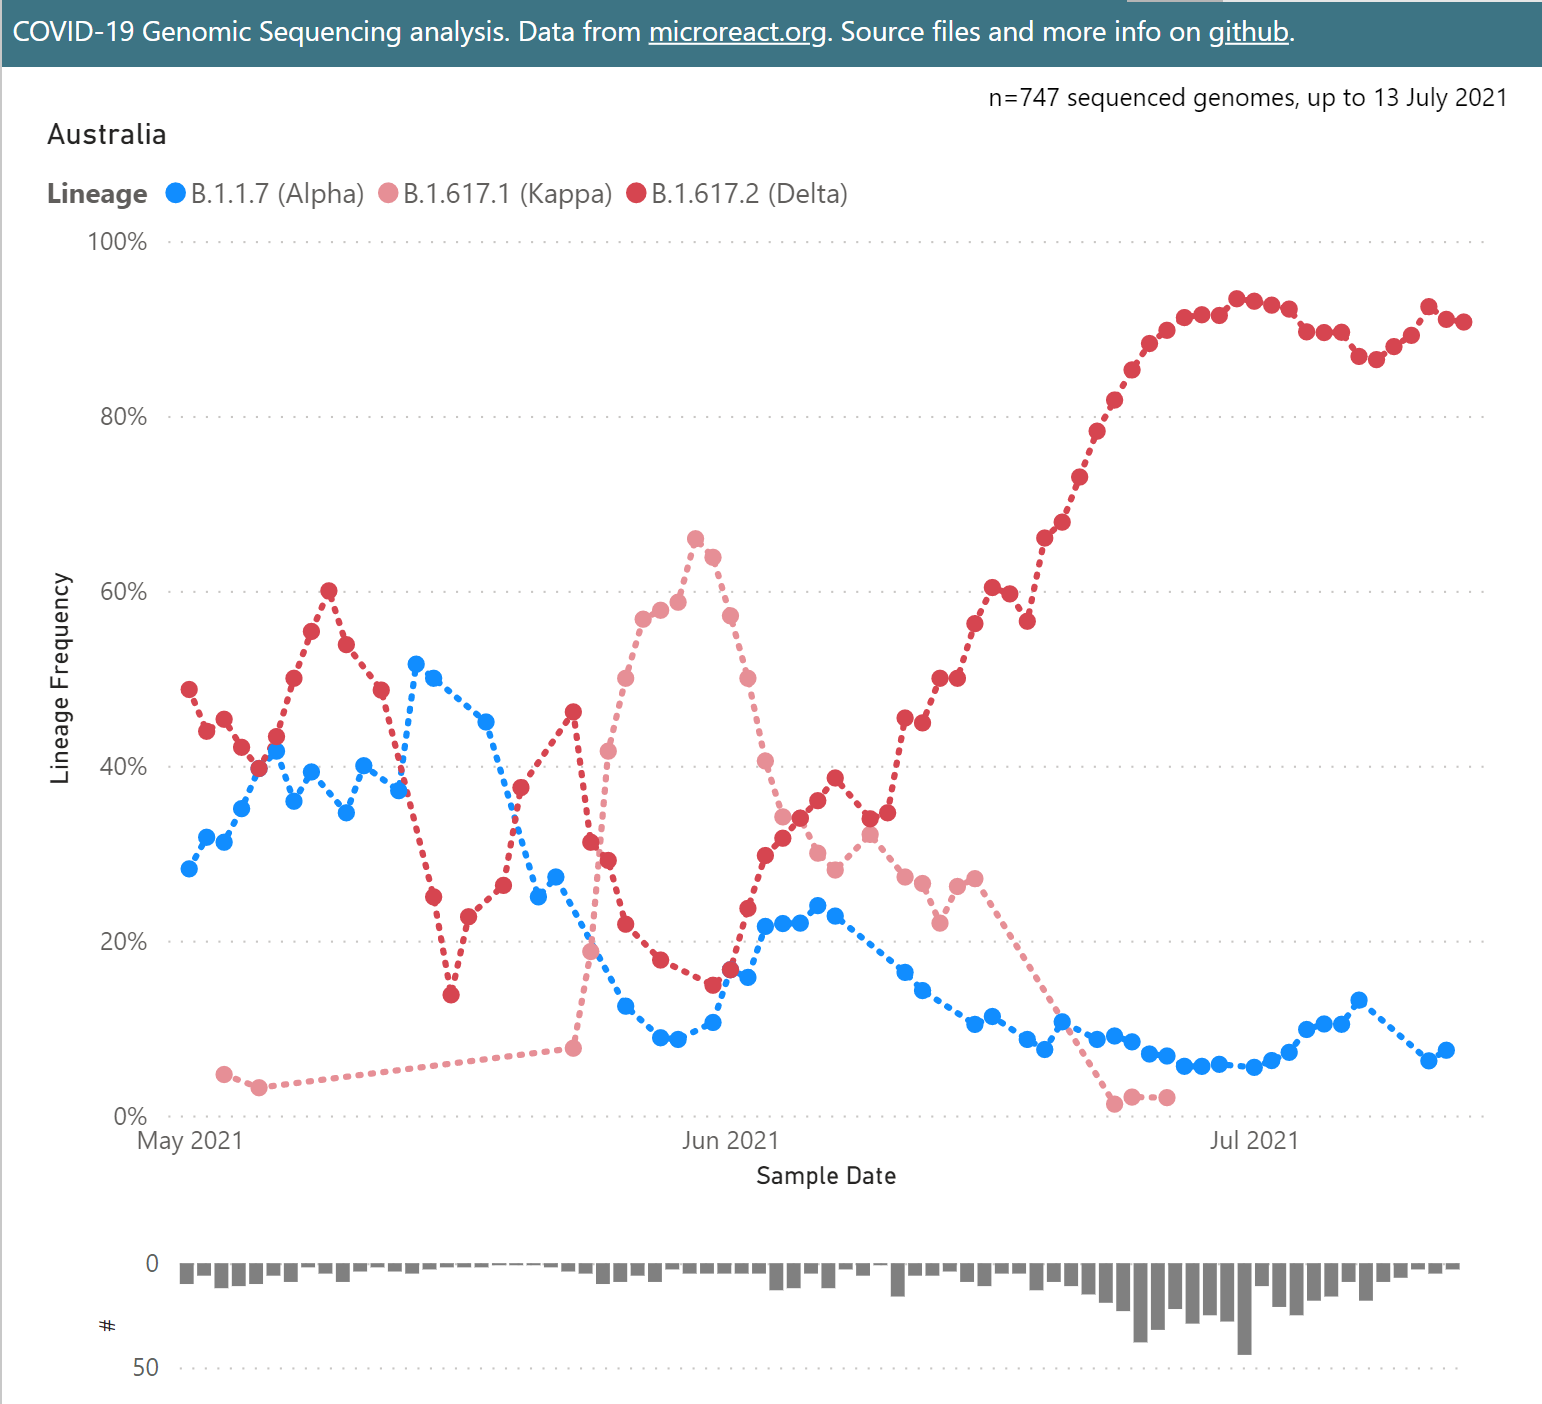 COVID-19 Genomic Sequencing analysis. Data from microreact.org. Source files and more info on github.
n=747 sequenced genomes, up to 13 July 2021
Australia
Lineage B.1.1.7 (Alpha) B.1.617.1 (Kappa) B.1.617.2 (Delta)
100%
80%
60%
40%
20%
0%
Lineage Frequency
May 2021 Jun 2021 Jul 2021
Sample Date
0
#
50